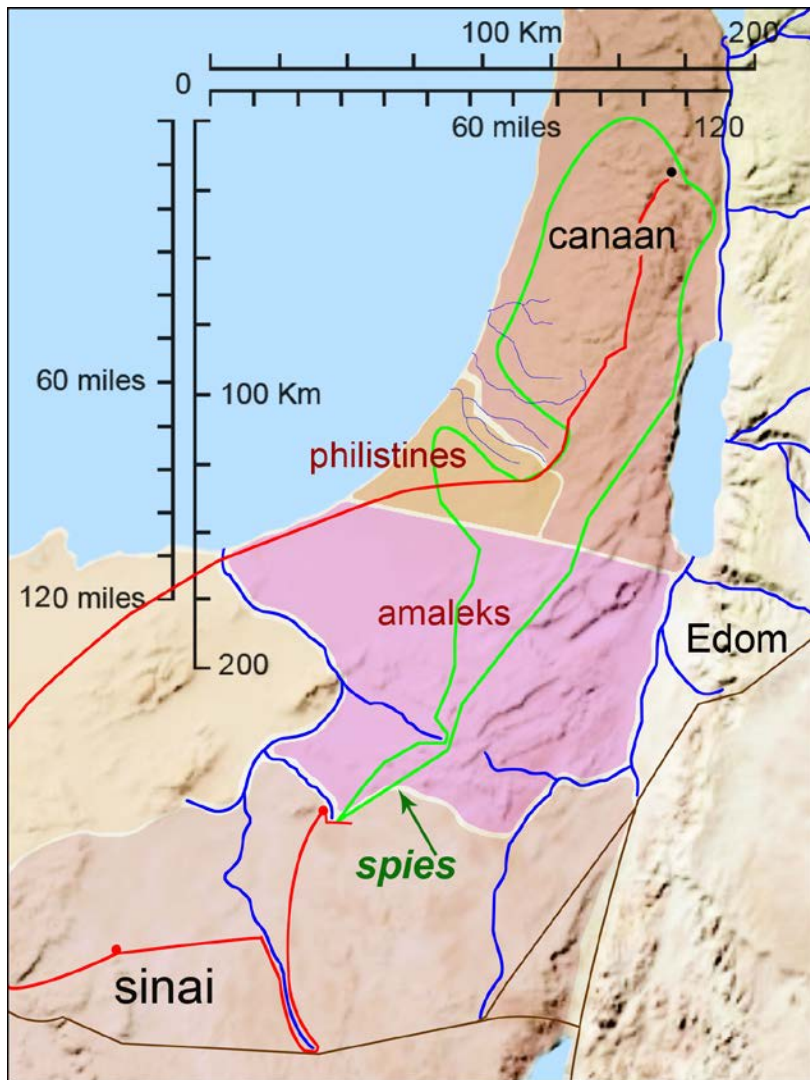 100 Km 200
0
60 miles 120
canaan
60 miles
100 Km
philistines
120 miles
amaleks
Edom
200
spies
sinai